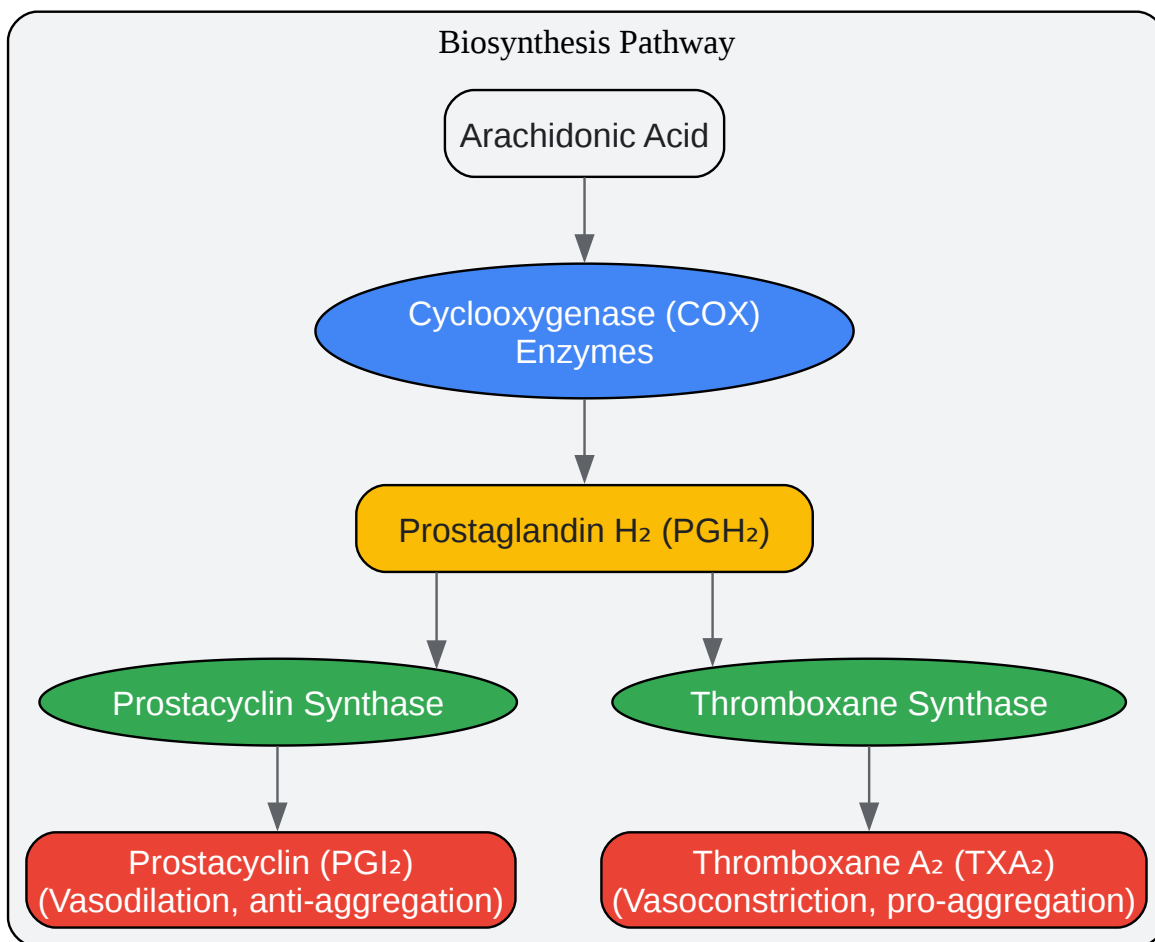 Biosynthesis Pathway
Arachidonic Acid
Cyclooxygenase (COX)
Enzymes
Prostaglandin H₂ (PGH₂)
Prostacyclin Synthase
Thromboxane Synthase
Prostacyclin (PGI₂)
(Vasodilation, anti-aggregation)
Thromboxane A₂ (TXA₂)
(Vasoconstriction, pro-aggregation)